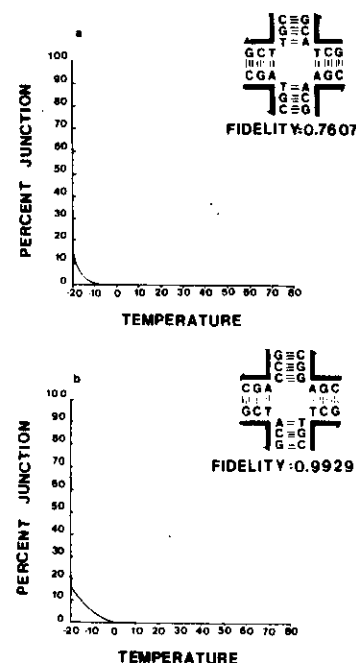 a
100
90
80
70
60
50
40
30
20
10
0
-20 -10 0 10 20 30 40 50 60 70 80
PERCENT JUNCTION
TEMPERATURE
C≡G
G≡C
T=A
GCT TCG
CGA AGC
T=A
G≡C
C≡G
FIDELITY:0.7607
b
100
90
80
70
60
50
40
30
20
10
0
-20 -10 0 10 20 30 40 50 60 70 80
PERCENT JUNCTION
TEMPERATURE
G≡C
C≡G
C≡G
CGA AGC
GCT
A=T
C≡G
G≡C
FIDELITY:0.9929